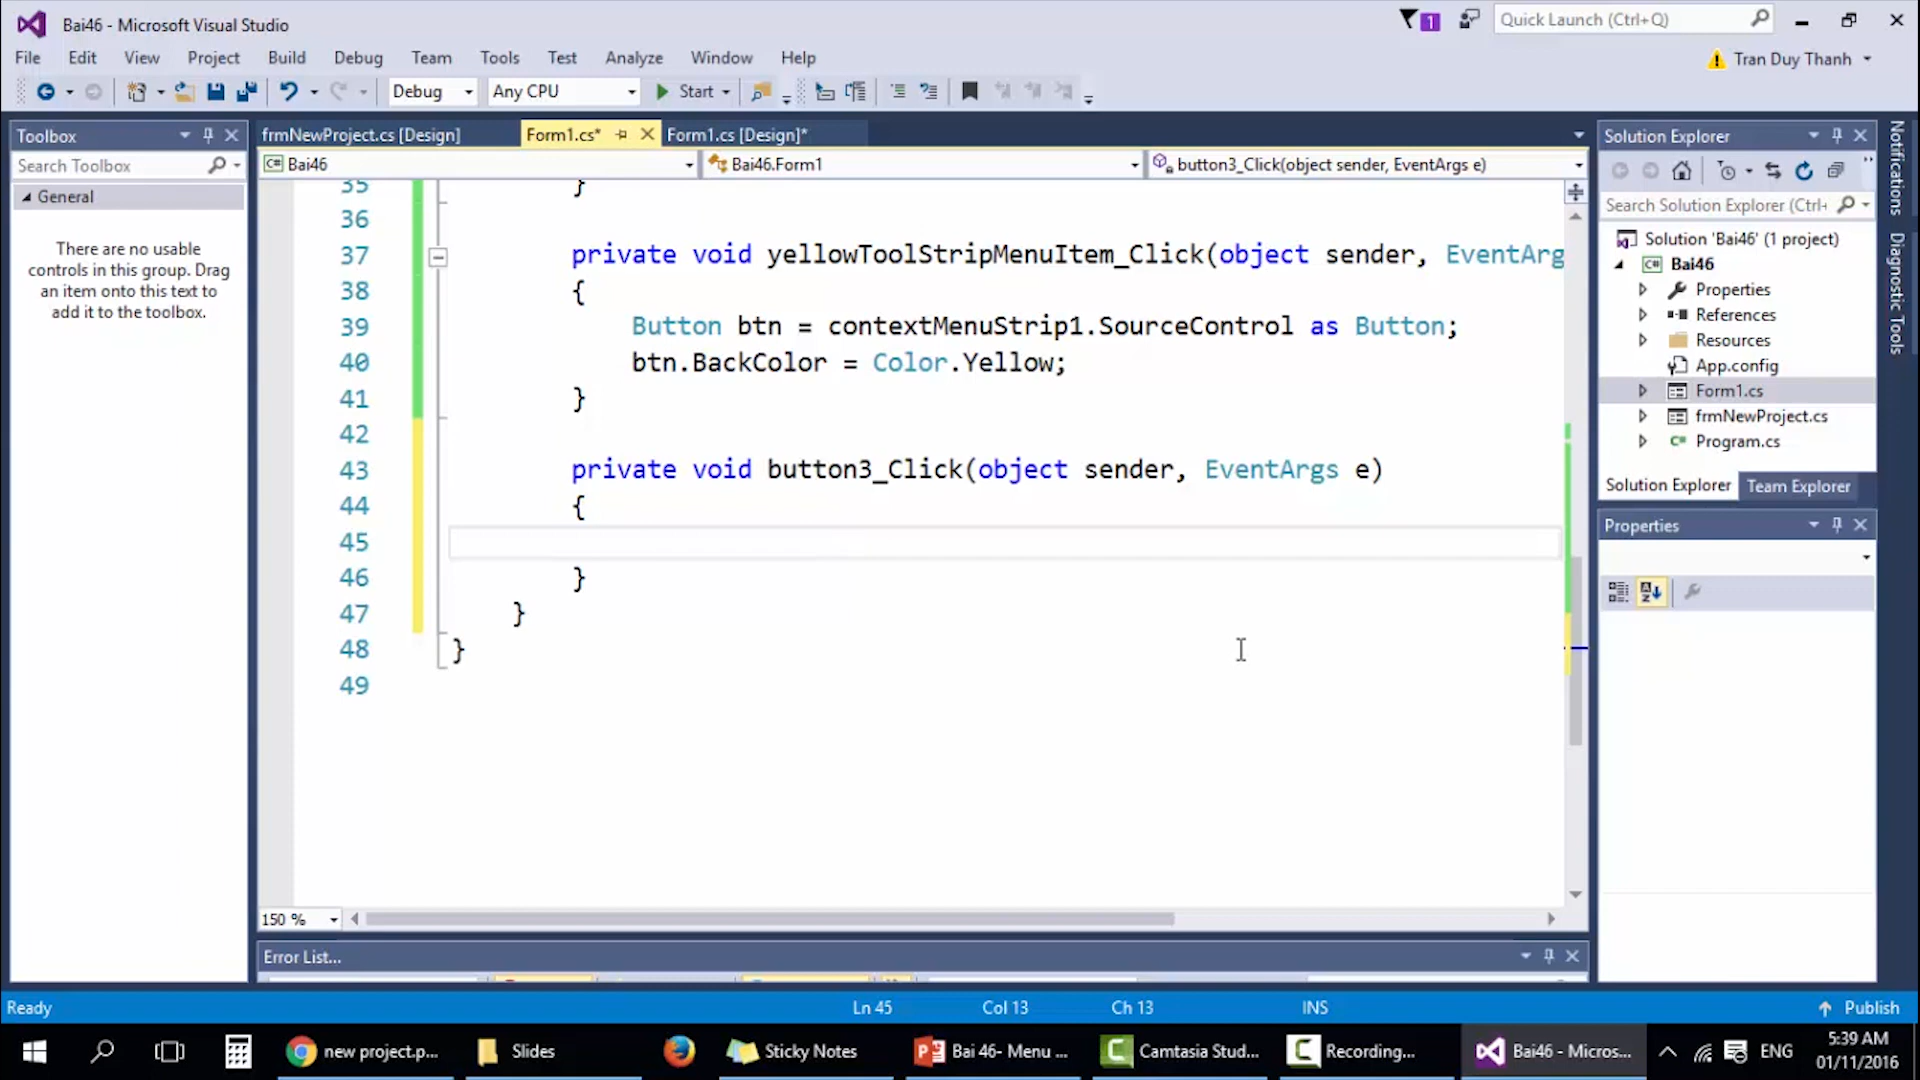 Bai46 - Microsoft Visual Studio
1
Quick Launch (Ctrl+Q)
File Edit View Project Build Debug Team Tools Test Analyze Window Help
Tran Duy Thanh
Debug Any CPU Start
Toolbox
frmNewProject.cs [Design] Form1.cs* Form1.cs [Design]*
Solution Explorer
Notifications
Diagnostic Tools
Search Toolbox
Bai46 Bai46.Form1 button3_Click(object sender, EventArgs e)
General
There are no usable
controls in this group. Drag
an item onto this text to
add it to the toolbox.
35 }
36
37 private void yellowToolStripMenuItem_Click(object sender, EventArg
38 {
39 Button btn = contextMenuStrip1.SourceControl as Button;
40 btn.BackColor = Color.Yellow;
41 }
42
43 private void button3_Click(object sender, EventArgs e)
44 {
45
46 }
47 }
48 }
49
Search Solution Explorer (Ctrl+
Solution 'Bai46' (1 project)
Bai46
Properties
References
Resources
App.config
Form1.cs
frmNewProject.cs
Program.cs
Solution Explorer Team Explorer
Properties
150 %
Error List...
Ready Ln 45 Col 13 Ch 13 INS Publish
new project.p... Slides Sticky Notes Bai 46- Menu ... Camtasia Stud... Recording... Bai46 - Micros... ENG
5:39 AM
01/11/2016